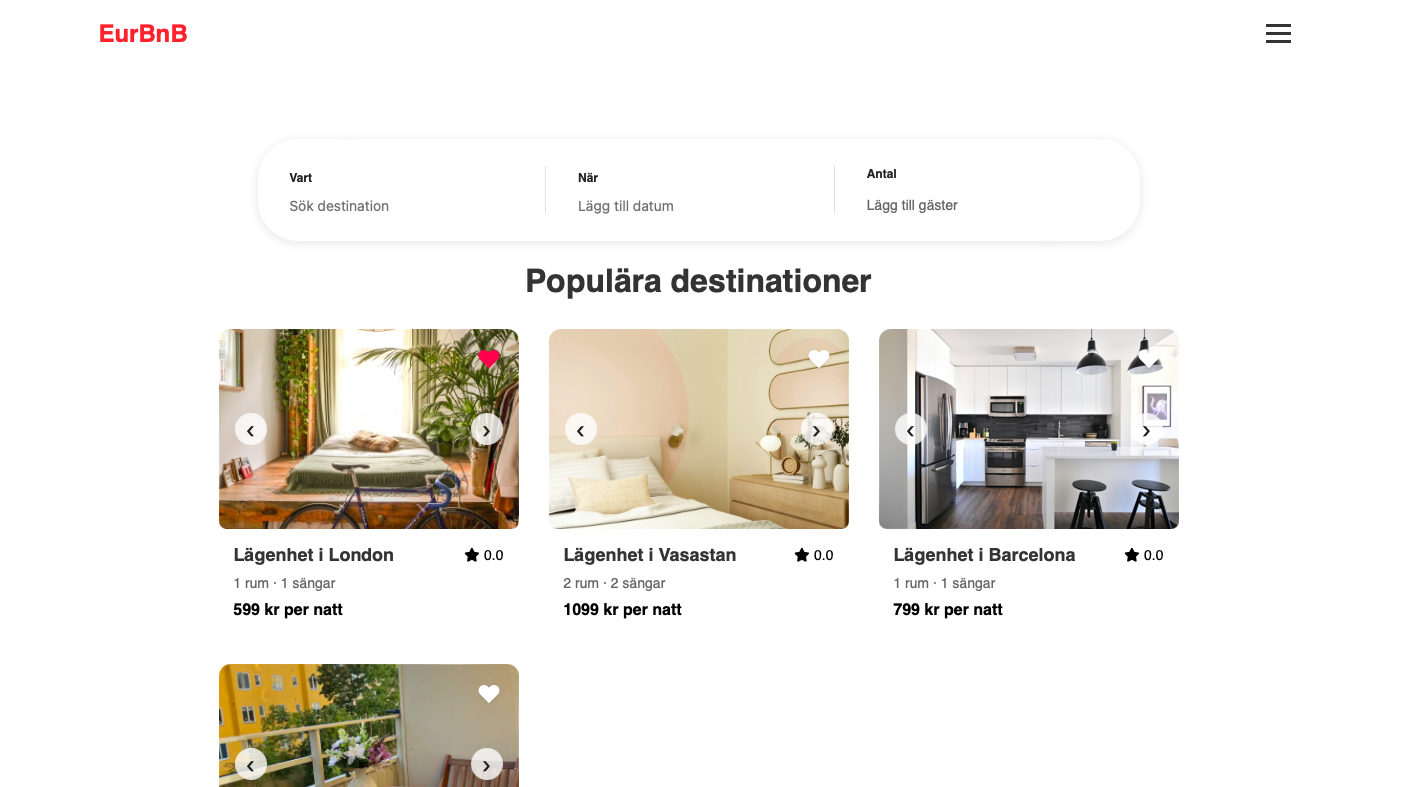 EurBnB
Vart
När
Antal
Sök destination
Lägg till datum
Lägg till gäster
Populära destinationer
Lägenhet i London
0.0
1 rum · 1 sängar
599 kr per natt
Lägenhet i Vasastan
0.0
2 rum · 2 sängar
1099 kr per natt
Lägenhet i Barcelona
0.0
1 rum · 1 sängar
799 kr per natt